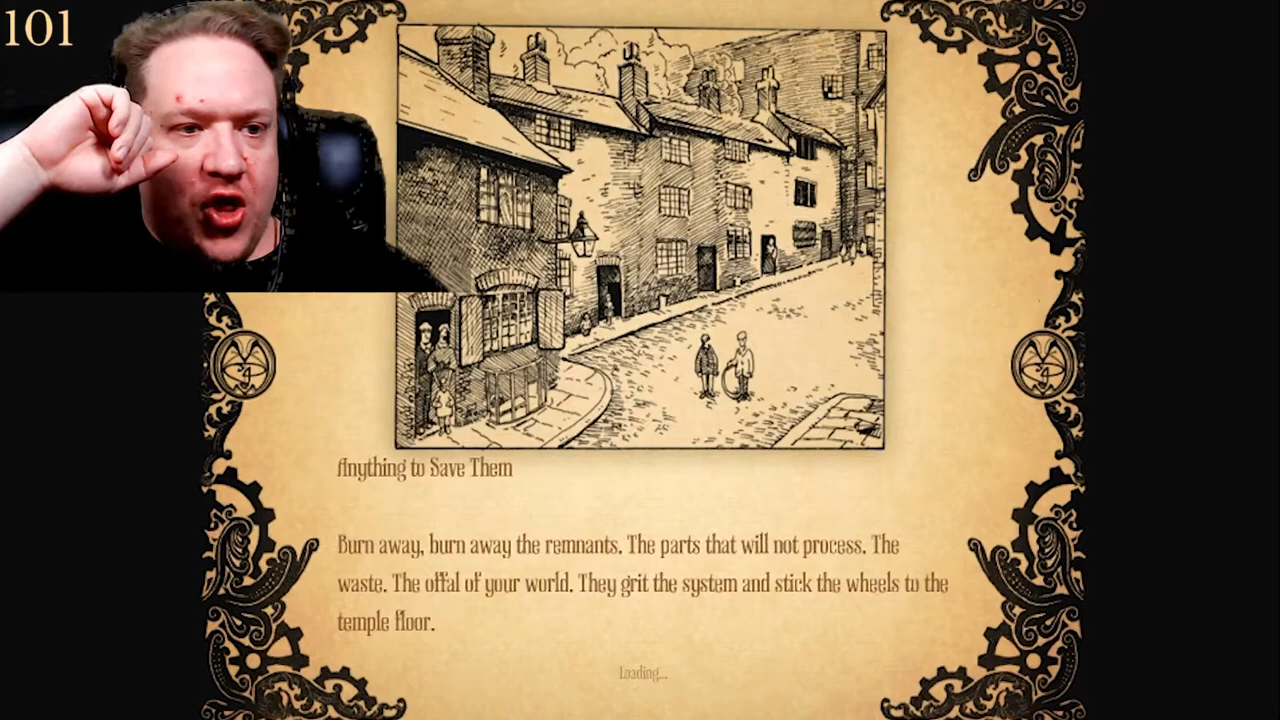 101
Anything to Save Them
Burn away, burn away the remnants. The parts that will not process. The
waste. The offal of your world. They grit the system and stick the wheels to the
temple floor.
Loading...